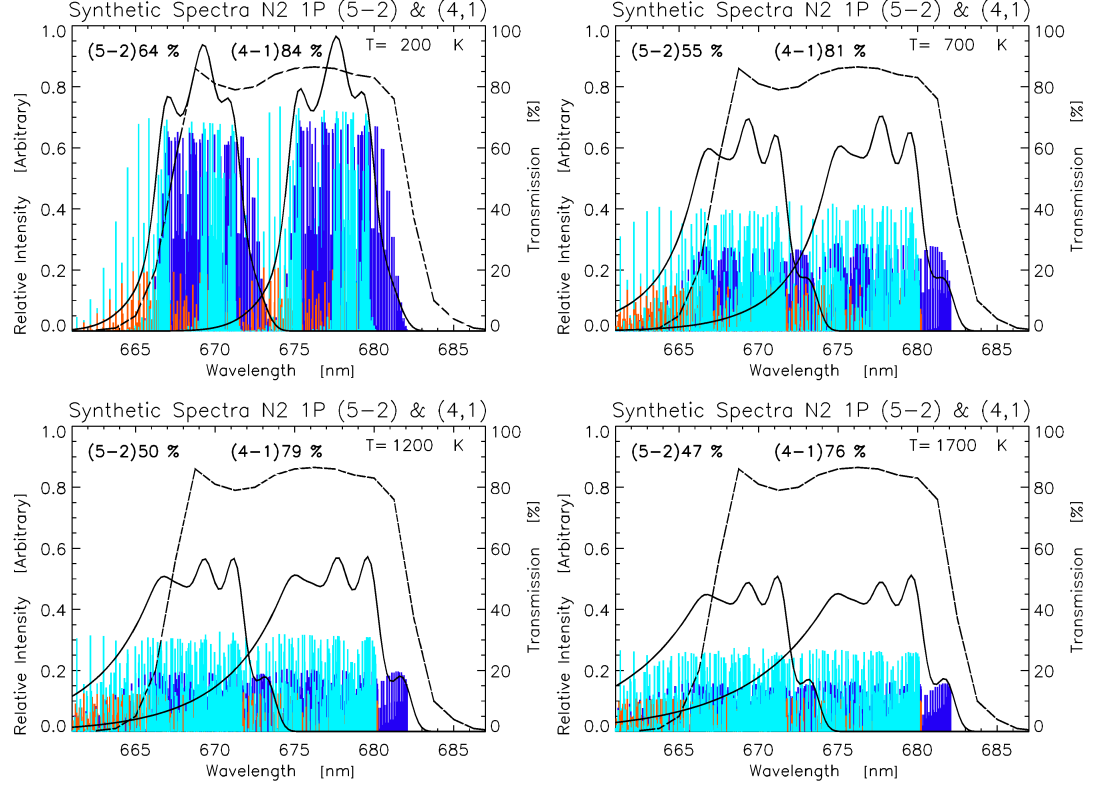 Synthetic Spectra N2 1P (5-2) & (4,1)
(5-2)64 % (4-1)84 % T= 200 K
1.0 0.8 0.6 0.4 0.2 0.0
Relative Intensity [Arbitrary]
100 80 60 40 20 0
Transmission [%]
665 670 675 680 685
Wavelength [nm]
Synthetic Spectra N2 1P (5-2) & (4,1)
(5-2)55 % (4-1)81 % T= 700 K
1.0 0.8 0.6 0.4 0.2 0.0
Relative Intensity [Arbitrary]
100 80 60 40 20 0
Transmission [%]
665 670 675 680 685
Wavelength [nm]
Synthetic Spectra N2 1P (5-2) & (4,1)
(5-2)50 % (4-1)79 % T=1200 K
1.0 0.8 0.6 0.4 0.2 0.0
Relative Intensity [Arbitrary]
100 80 60 40 20 0
Transmission [%]
665 670 675 680 685
Wavelength [nm]
Synthetic Spectra N2 1P (5-2) & (4,1)
(5-2)47 % (4-1)76 % T=1700 K
1.0 0.8 0.6 0.4 0.2 0.0
Relative Intensity [Arbitrary]
100 80 60 40 20 0
Transmission [%]
665 670 675 680 685
Wavelength [nm]